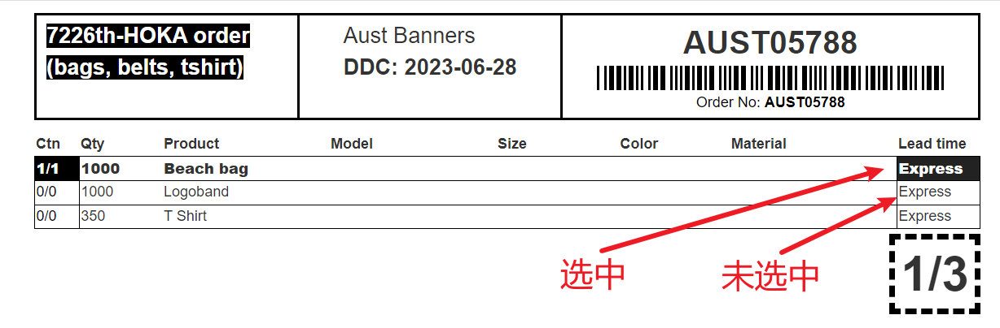 7226th-HOKA order
(bags, belts, tshirt)
Aust Banners
DDC: 2023-06-28
AUST05788
Order No: AUST05788
Ctn Qty Product Model Size Color Material Lead time
1/1 1000 Beach bag Express
0/0 1000 Logoband Express
0/0 350 T Shirt Express
选中
未选中
1/3